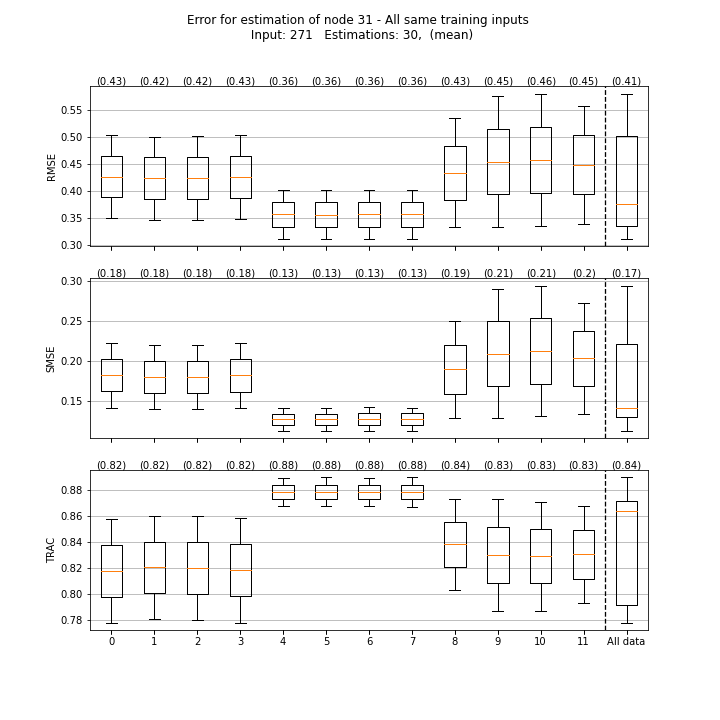 Error for estimation of node 31 - All same training inputs
Input: 271   Estimations: 30,  (mean)
(0.43) (0.42) (0.42) (0.43) (0.36) (0.36) (0.36) (0.36) (0.43) (0.45) (0.46) (0.45) (0.41)
0.55
0.50
0.45
0.40
0.35
0.30
RMSE
(0.18) (0.18) (0.18) (0.18) (0.13) (0.13) (0.13) (0.13) (0.19) (0.21) (0.21) (0.2) (0.17)
0.30
0.25
0.20
0.15
SMSE
(0.82) (0.82) (0.82) (0.82) (0.88) (0.88) (0.88) (0.88) (0.84) (0.83) (0.83) (0.83) (0.84)
0.88
0.86
0.84
0.82
0.80
0.78
TRAC
0 1 2 3 4 5 6 7 8 9 10 11 All data